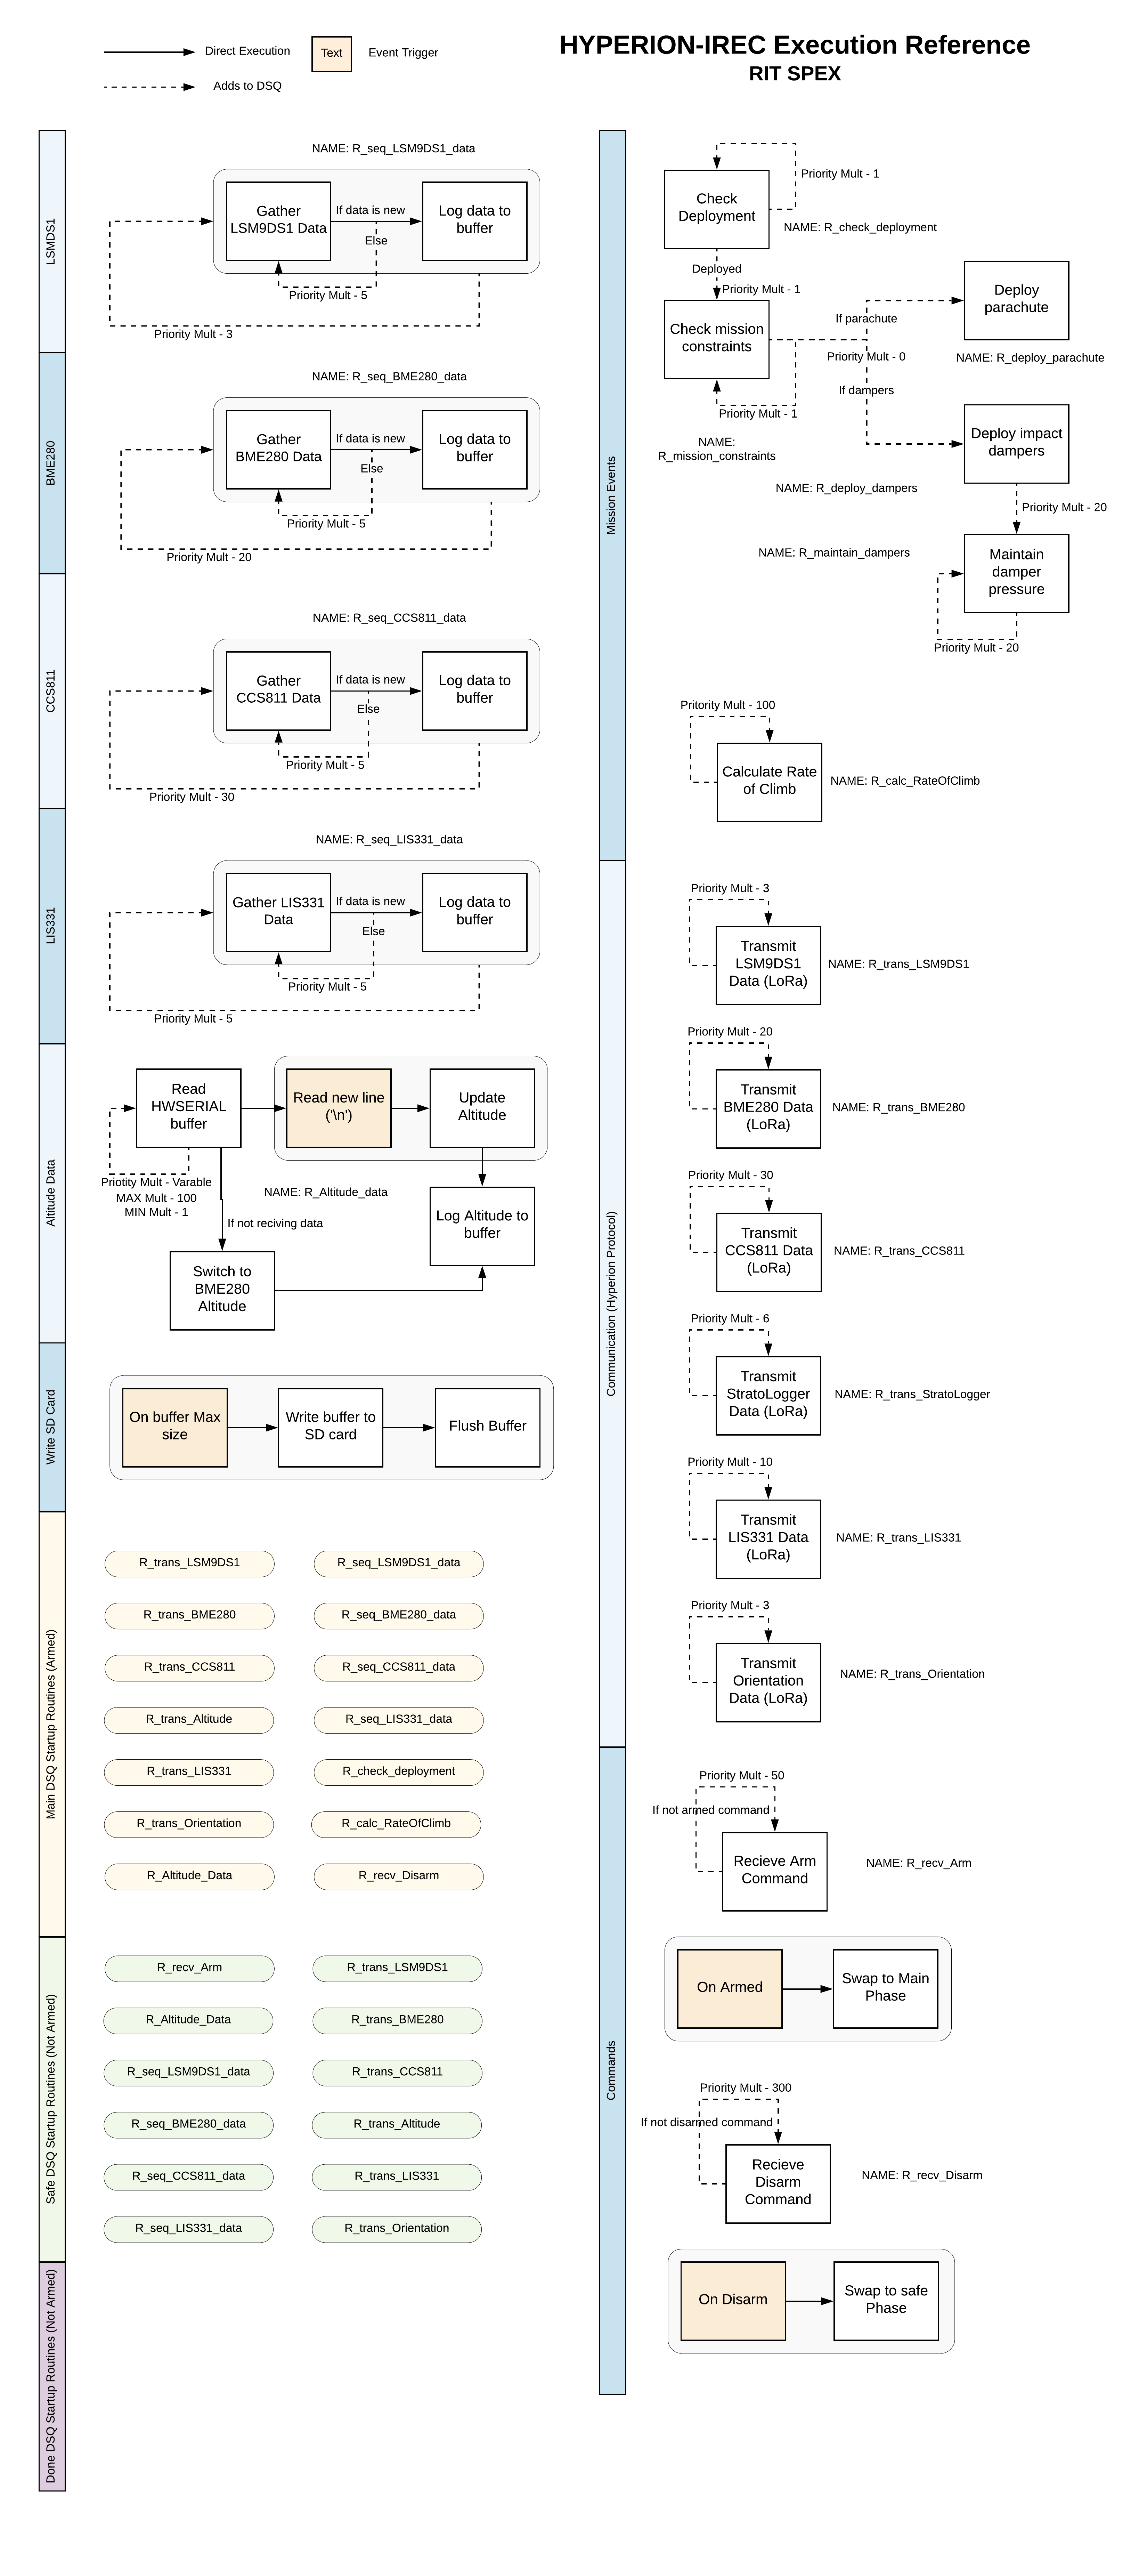 HYPERION-IREC Execution Reference
RIT SPEX
Direct Execution
Text
Event Trigger
Adds to DSQ
LSMDS1
NAME: R_seq_LSM9DS1_data
Gather
LSM9DS1 Data
If data is new
Else
Log data to
buffer
Priority Mult - 5
Priority Mult - 3
BME280
NAME: R_seq_BME280_data
Gather
BME280 Data
If data is new
Else
Log data to
buffer
Priority Mult - 5
Priority Mult - 20
CCS811
NAME: R_seq_CCS811_data
Gather
CCS811 Data
If data is new
Else
Log data to
buffer
Priority Mult - 5
Priority Mult - 30
LIS331
NAME: R_seq_LIS331_data
Gather LIS331
Data
If data is new
Else
Log data to
buffer
Priority Mult - 5
Priority Mult - 5
Altitude Data
Read
HWSERIAL
buffer
Read new line
('\n')
Update
Altitude
Priotity Mult - Varable
MAX Mult - 100
MIN Mult - 1
NAME: R_Altitude_data
If not reciving data
Log Altitude to
buffer
Switch to
BME280
Altitude
Write SD Card
On buffer Max
size
Write buffer to
SD card
Flush Buffer
Main DSQ Startup Routines (Armed)
R_trans_LSM9DS1
R_seq_LSM9DS1_data
R_trans_BME280
R_seq_BME280_data
R_trans_CCS811
R_seq_CCS811_data
R_trans_Altitude
R_seq_LIS331_data
R_trans_LIS331
R_check_deployment
R_trans_Orientation
R_calc_RateOfClimb
R_Altitude_Data
R_recv_Disarm
Safe DSQ Startup Routines (Not Armed)
R_recv_Arm
R_trans_LSM9DS1
R_Altitude_Data
R_trans_BME280
R_seq_LSM9DS1_data
R_trans_CCS811
R_seq_BME280_data
R_trans_Altitude
R_seq_CCS811_data
R_trans_LIS331
R_seq_LIS331_data
R_trans_Orientation
Done DSQ Startup Routines (Not Armed)
Mission Events
Check
Deployment
Priority Mult - 1
NAME: R_check_deployment
Deployed
Priority Mult - 1
Check mission
constraints
If parachute
Priority Mult - 0
If dampers
Priority Mult - 1
NAME:
R_mission_constraints
Deploy
parachute
NAME: R_deploy_parachute
Deploy impact
dampers
NAME: R_deploy_dampers
Priority Mult - 20
NAME: R_maintain_dampers
Maintain
damper
pressure
Priority Mult - 20
Pritority Mult - 100
Calculate Rate
of Climb
NAME: R_calc_RateOfClimb
Communication (Hyperion Protocol)
Priority Mult - 3
Transmit
LSM9DS1
Data (LoRa)
NAME: R_trans_LSM9DS1
Priority Mult - 20
Transmit
BME280 Data
(LoRa)
NAME: R_trans_BME280
Priority Mult - 30
Transmit
CCS811 Data
(LoRa)
NAME: R_trans_CCS811
Priority Mult - 6
Transmit
StratoLogger
Data (LoRa)
NAME: R_trans_StratoLogger
Priority Mult - 10
Transmit
LIS331 Data
(LoRa)
NAME: R_trans_LIS331
Priority Mult - 3
Transmit
Orientation
Data (LoRa)
NAME: R_trans_Orientation
Commands
Priority Mult - 50
If not armed command
Recieve Arm
Command
NAME: R_recv_Arm
On Armed
Swap to Main
Phase
Priority Mult - 300
If not disarmed command
Recieve
Disarm
Command
NAME: R_recv_Disarm
On Disarm
Swap to safe
Phase